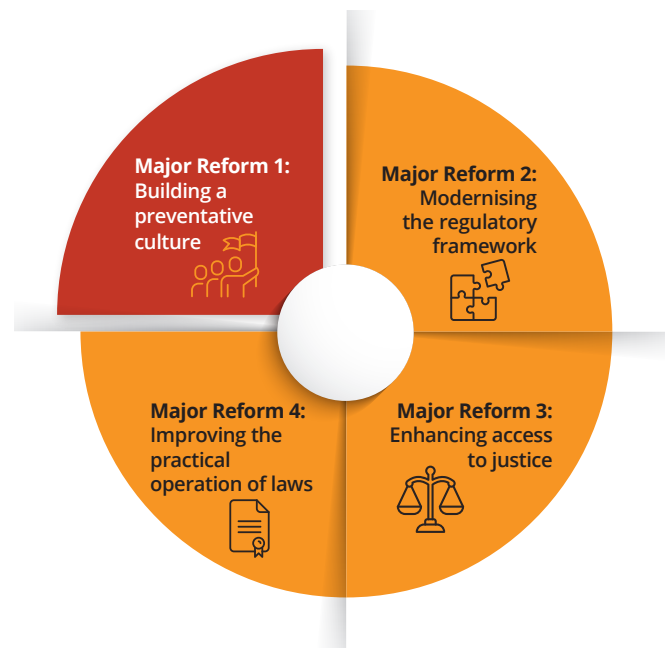 Major Reform 1:
Building a
preventative
culture
Major Reform 2:
Modernising
the regulatory
framework
Major Reform 3:
Enhancing access
to justice
Major Reform 4:
Improving the
practical
operation of laws